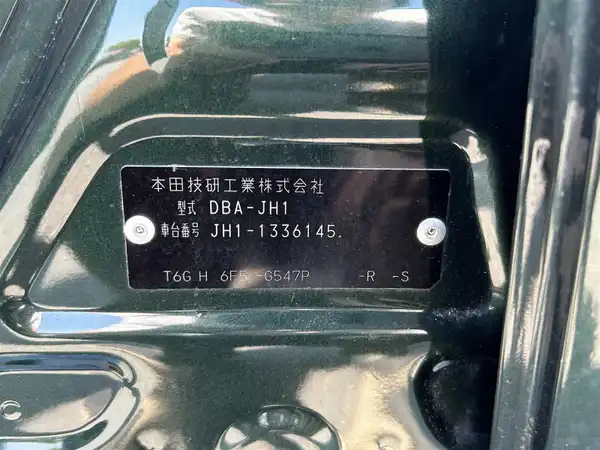 本田技研工業株式会社
型式 DBA-JH1
車台番号 JH1-1336145.
T6G H 6F5 -G547P -R -S
C